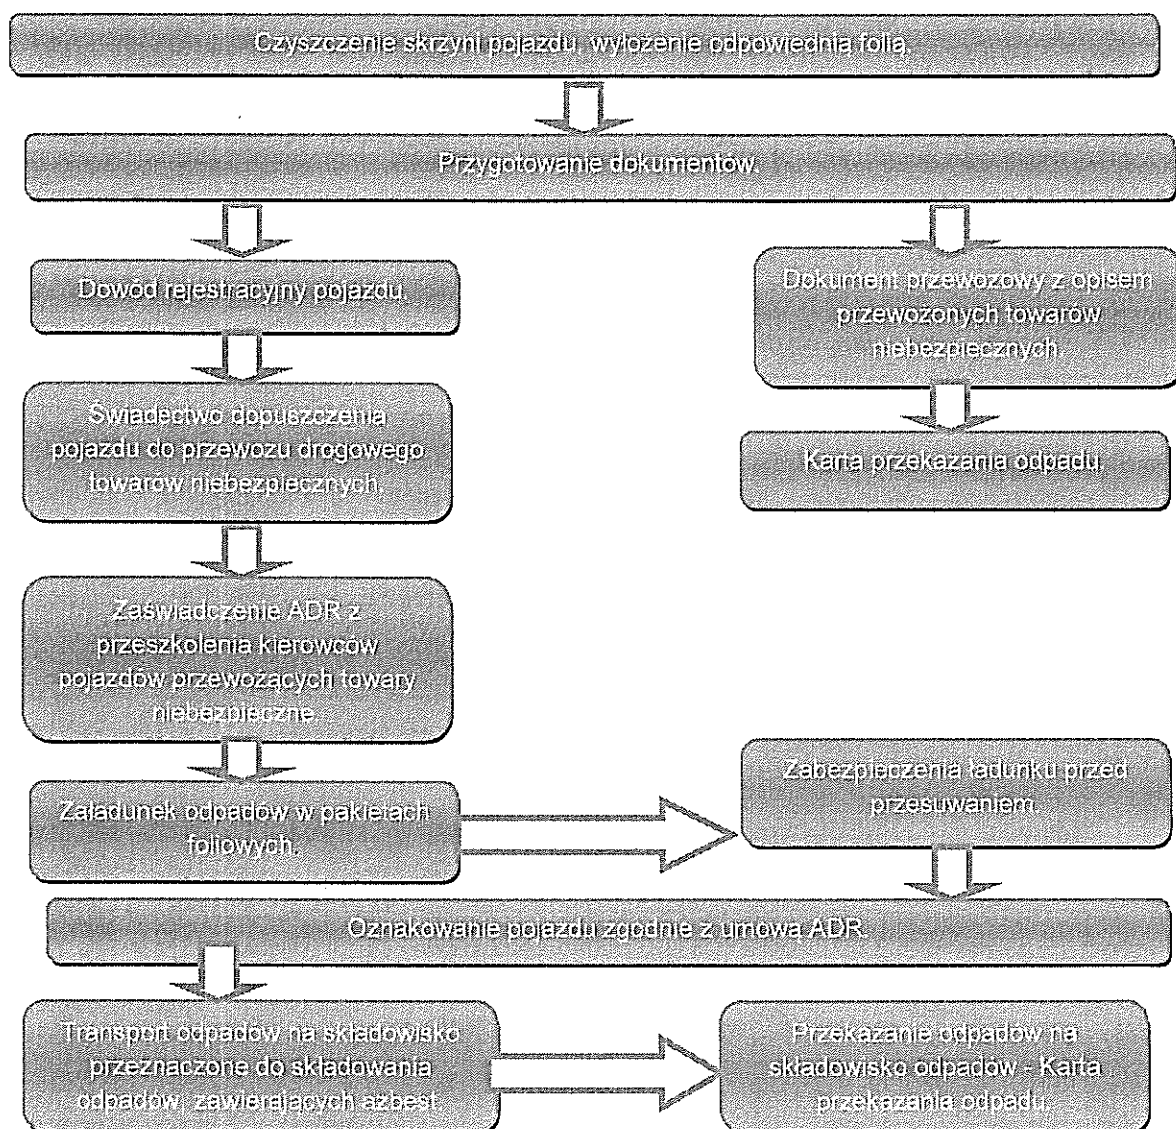 Czyszczenie skrzyni pojazdu, wyłożenie odpowiednią folią.
Przygotowanie dokumentów.
Dowód rejestracyjny pojazdu.
Świadectwo dopuszczenia
pojazdu do przewozu drogowego
towarów niebezpiecznych.
Zaświadczenie ADR z
przeszkolenia kierowców
pojazdów przewożących towary
niebezpieczne.
Dokument przewozowy z opisem
przewożonych towarów
niebezpiecznych.
Karta przekazania odpadu.
Załadunek odpadów w pakietach
foliowych.
Zabezpieczenia ładunku przed
przesuwaniem.
Oznakowanie pojazdu zgodnie z umową ADR
Transport odpadów na składowisko
przeznaczone do składowania
odpadów zawierających azbest.
Przekazanie odpadów na
składowisko odpadów - Karta
przekazania odpadu.